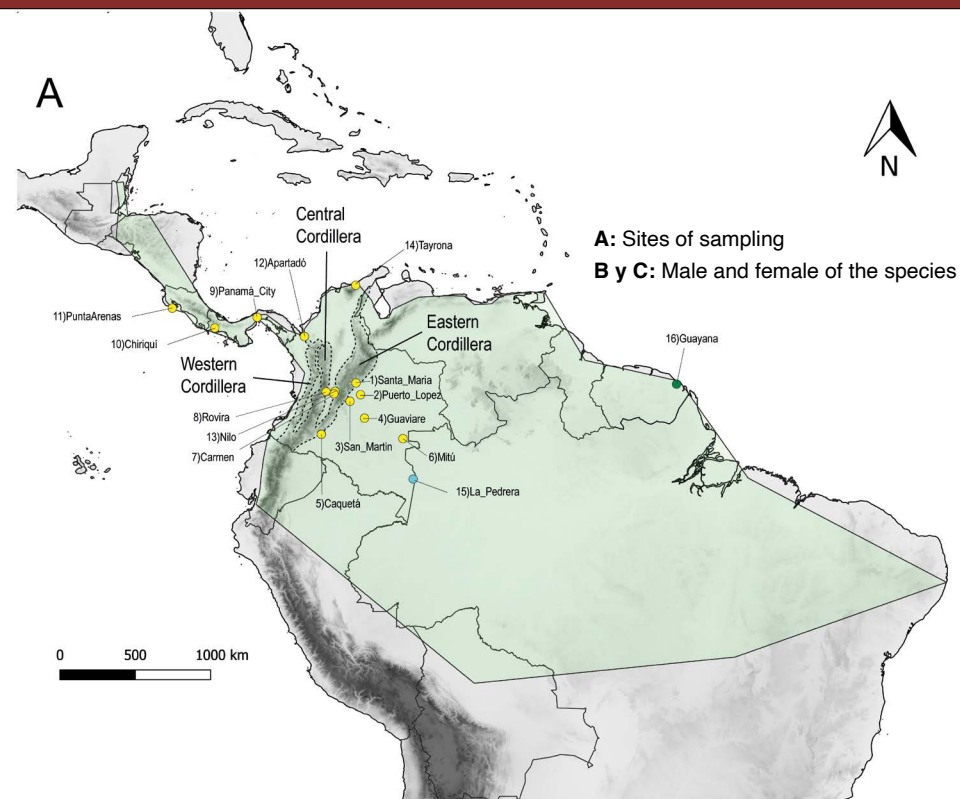 A
N
A: Sites of sampling
B y C: Male and female of the species
Central
Cordillera
14)Tayrona
12)Apartadó
9)Panamá_City
11)PuntaArenas
10)Chiriquí
Eastern
Cordillera
16)Guayana
Western
Cordillera
1)Santa_Maria
2)Puerto_Lopez
8)Rovira
4)Guaviare
13)Nilo
3)San_Martin
7)Carmen
6)Mitú
15)La_Pedrera
5)Caquetá
0 500 1000 km